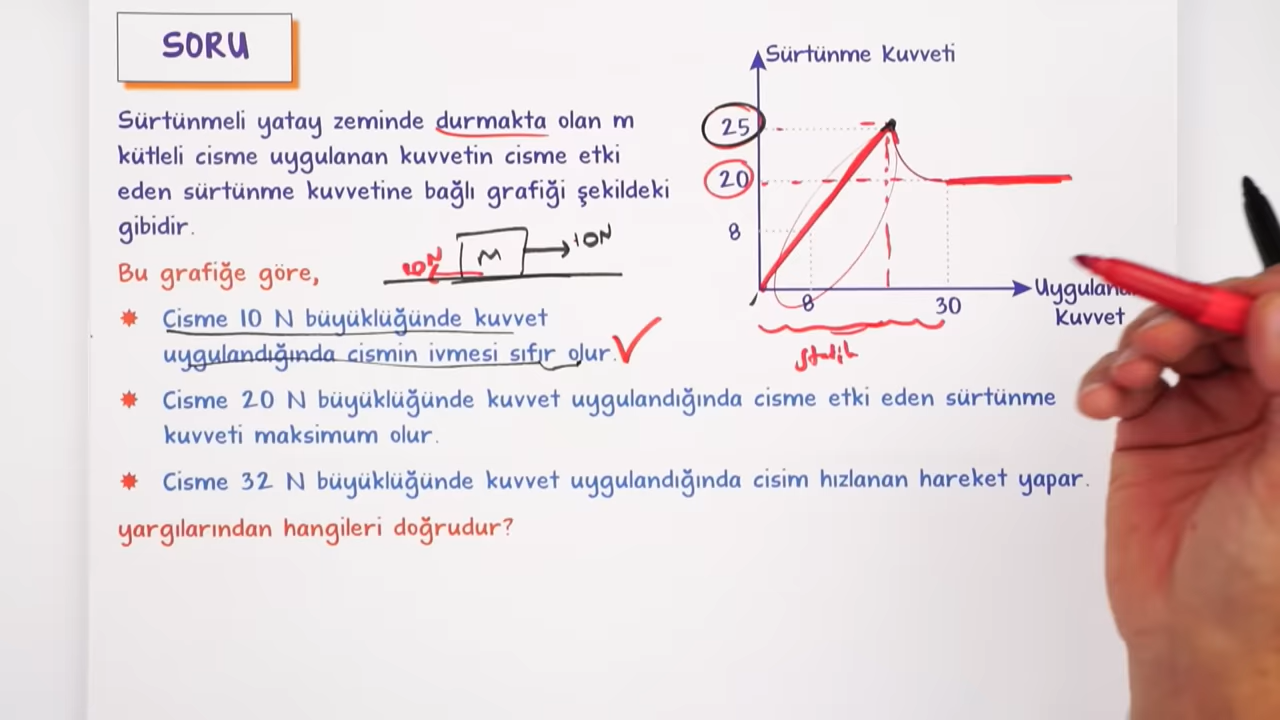 SORU
Sürtünmeli yatay zeminde durmakta olan m
kütleli cisme uygulanan kuvvetin cisme etki
eden sürtünme kuvvetine bağlı grafiği şekildeki
gibidir.
10N
M
10N
Bu grafiğe göre,
Cisme 10 N büyüklüğünde kuvvet
uygulandığında cismin ivmesi sıfır olur.
Cisme 20 N büyüklüğünde kuvvet uygulandığında cisme etki eden sürtünme
kuvveti maksimum olur.
Cisme 32 N büyüklüğünde kuvvet uygulandığında cisim hızlanan hareket yapar.
yargılarından hangileri doğrudur?
Sürtünme Kuvveti
25
20
8
8
30
Kuvvet
statik